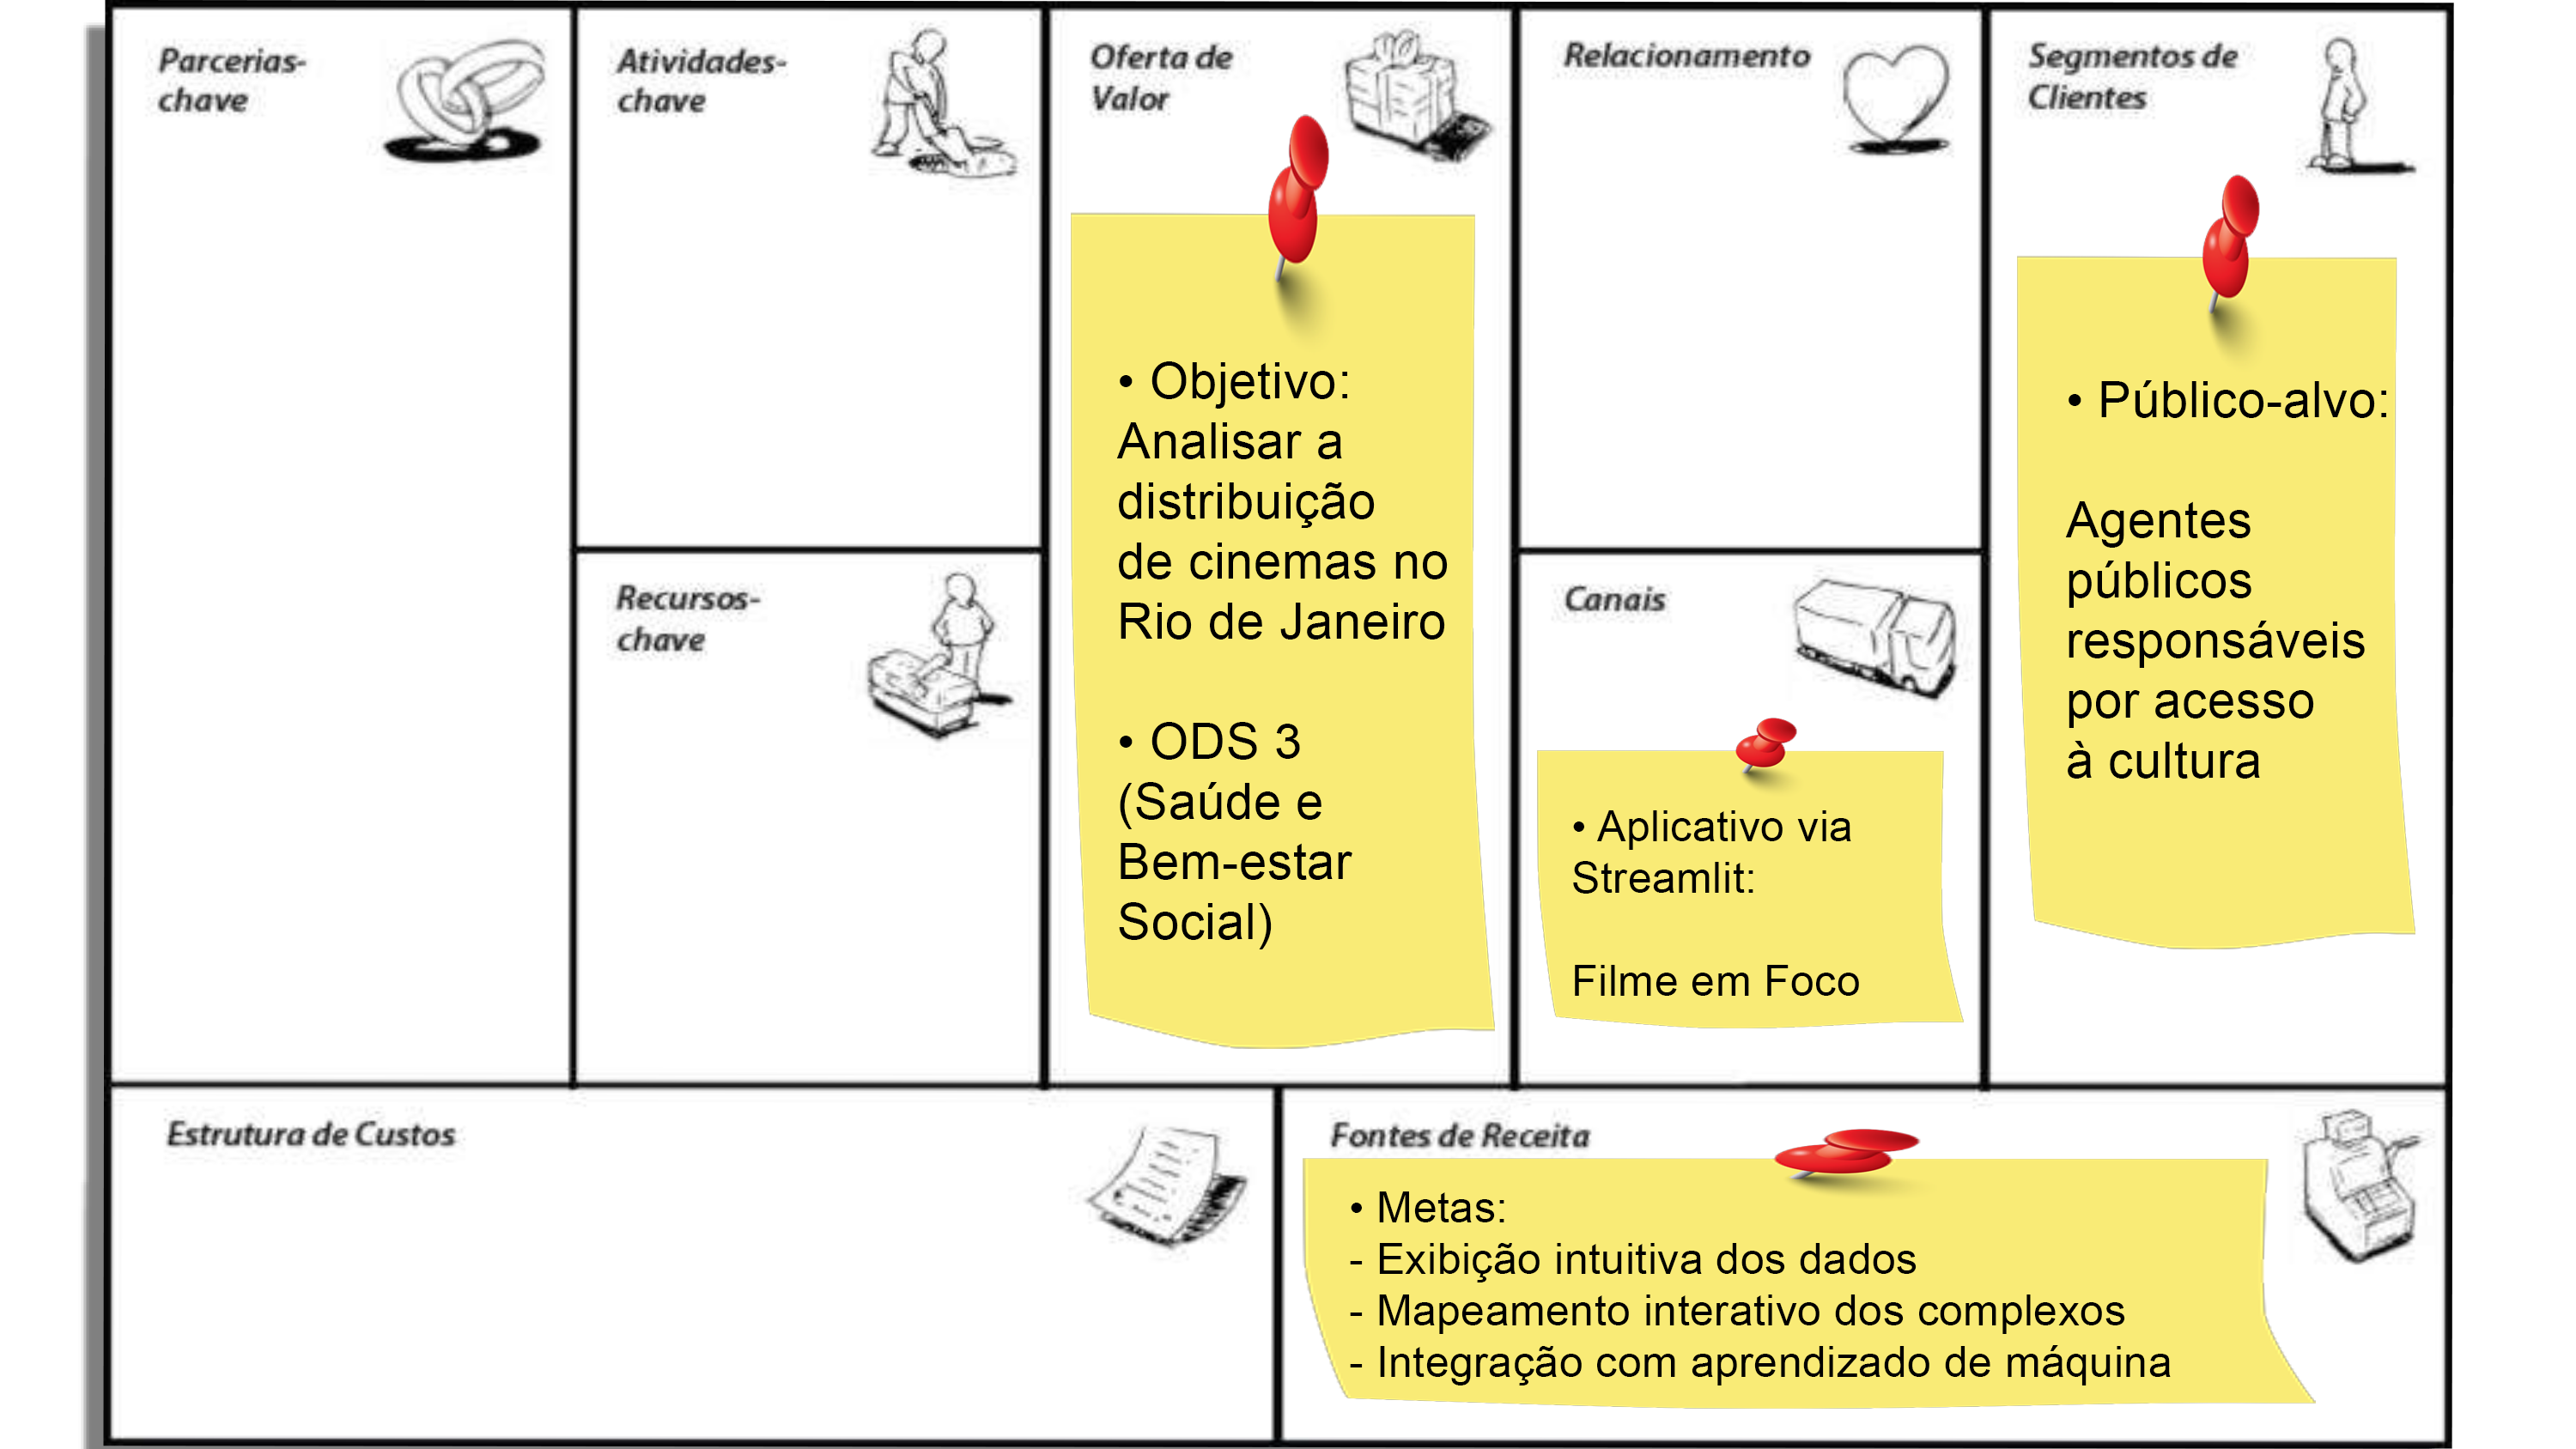 Parcerias-
chave
Atividades-
chave
Recursos-
chave
Oferta de
Valor
• Objetivo:
Analisar a
distribuição
de cinemas no
Rio de Janeiro
• ODS 3
(Saúde e
Bem-estar
Social)
Relacionamento
Canais
• Aplicativo via
Streamlit:
Filme em Foco
Segmentos de
Clientes
• Público-alvo:
Agentes
públicos
responsáveis
por acesso
à cultura
Estrutura de Custos
Fontes de Receita
• Metas:
- Exibição intuitiva dos dados
- Mapeamento interativo dos complexos
- Integração com aprendizado de máquina